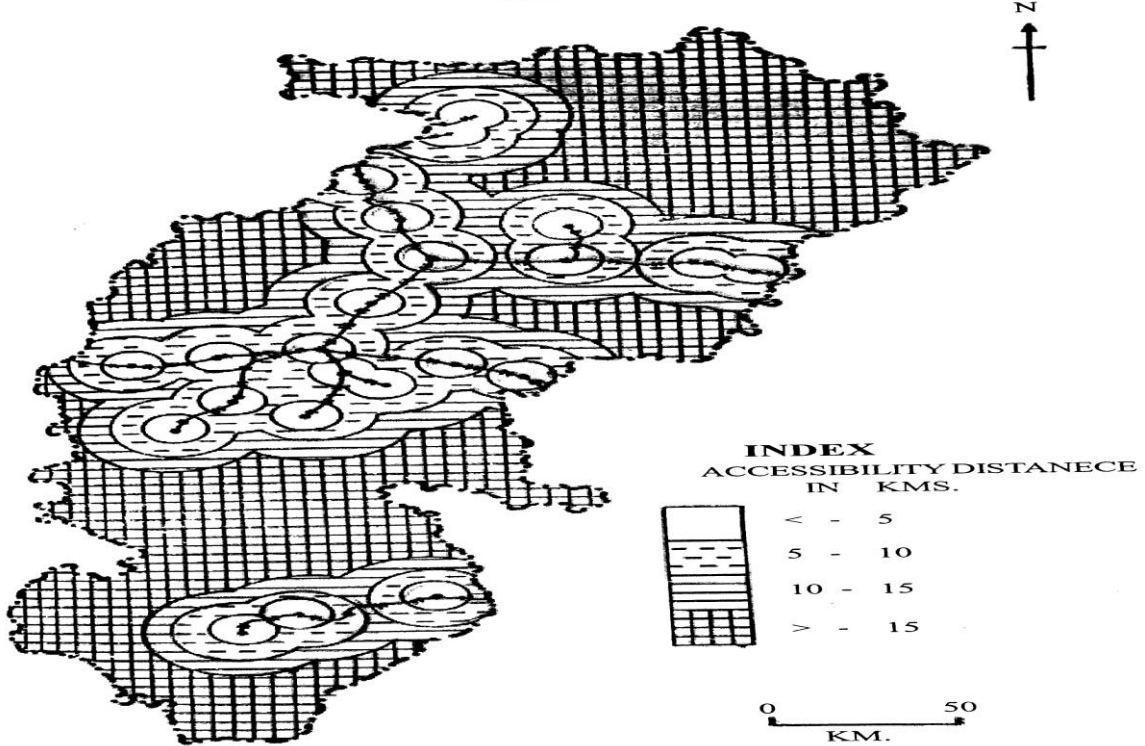 N
INDEX
ACCESSIBILITY DISTANECE
IN KMS.
< - 5
5 - 10
10 - 15
> - 15
0 50
KM.